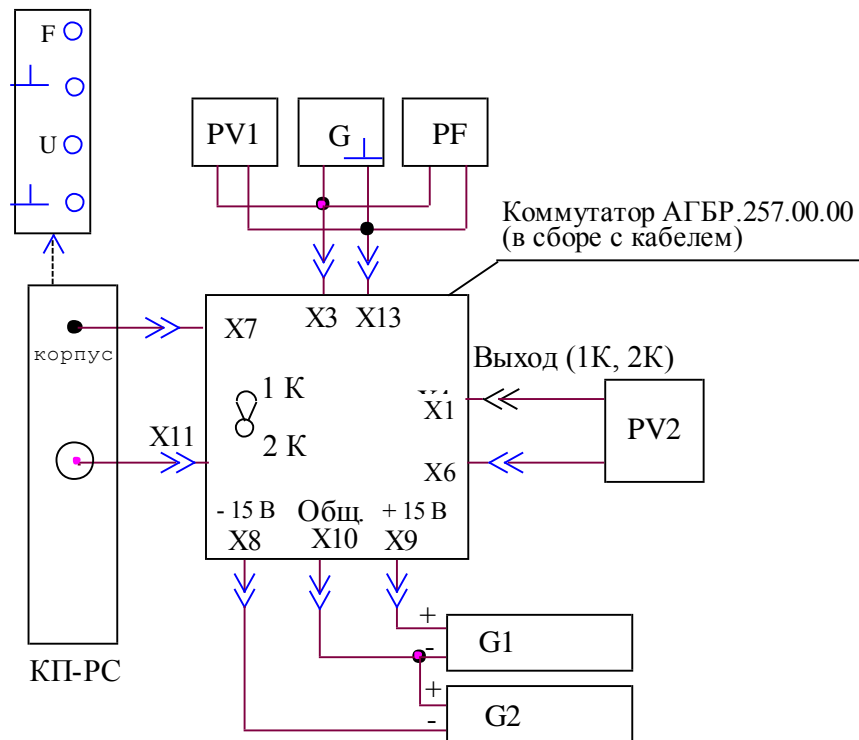 F
U
PV1
G
PF
Коммутатор АГБР.257.00.00
(в сборе с кабелем)
X7
X3
X13
корпус
Выход (1К, 2К)
1 К
X1
2 К
X11
PV2
X6
- 15 В
Общ.
+ 15 В
X8
X10
X9
+
-
G1
КП-РС
+
-
G2